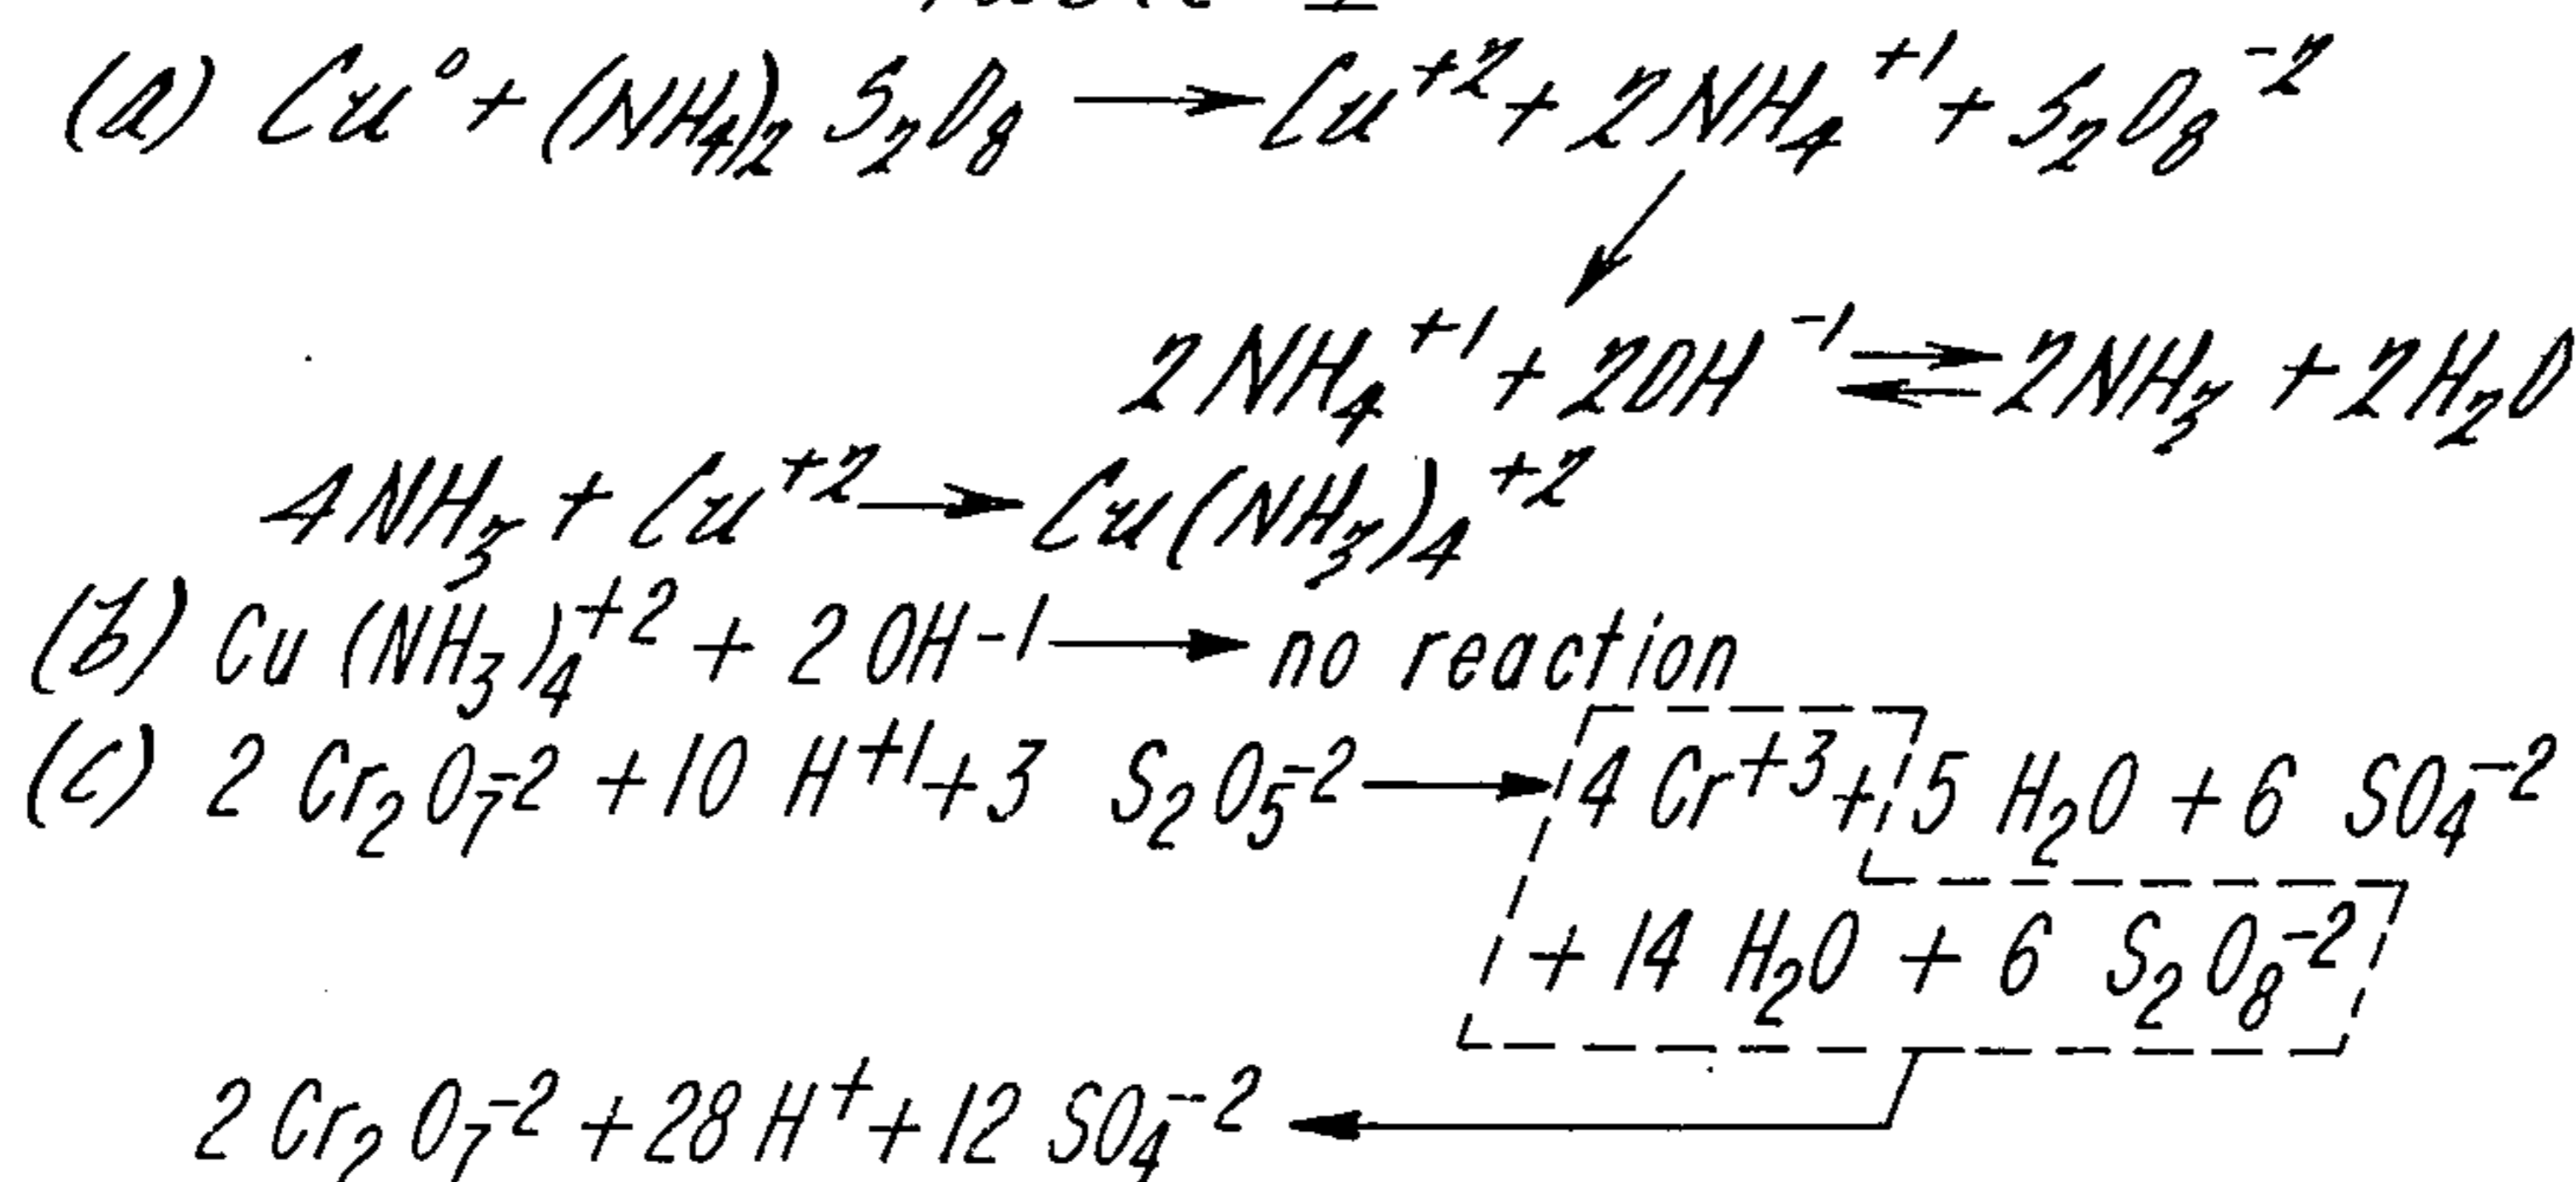 (a) Cu⁰ + (NH₄)₂ S₂O₈ → Cu⁺² + 2NH₄⁺¹ + S₂O₈⁻²
2NH₄⁺¹ + 2OH⁻¹ ⇄ 2NH₃ + 2H₂O
4NH₃ + Cu⁺² → Cu(NH₃)₄⁺²
(b) Cu (NH₃)₄⁺² + 2 OH⁻¹ → no reaction
(c) 2 Cr₂O₇⁻² + 10 H⁺¹ + 3 S₂O₅⁻² → 4 Cr⁺³ + 5 H₂O + 6 SO₄⁻²
+ 14 H₂O + 6 S₂O₈⁻²
2 Cr₂O₇⁻² + 28 H⁺ + 12 SO₄⁻² ←